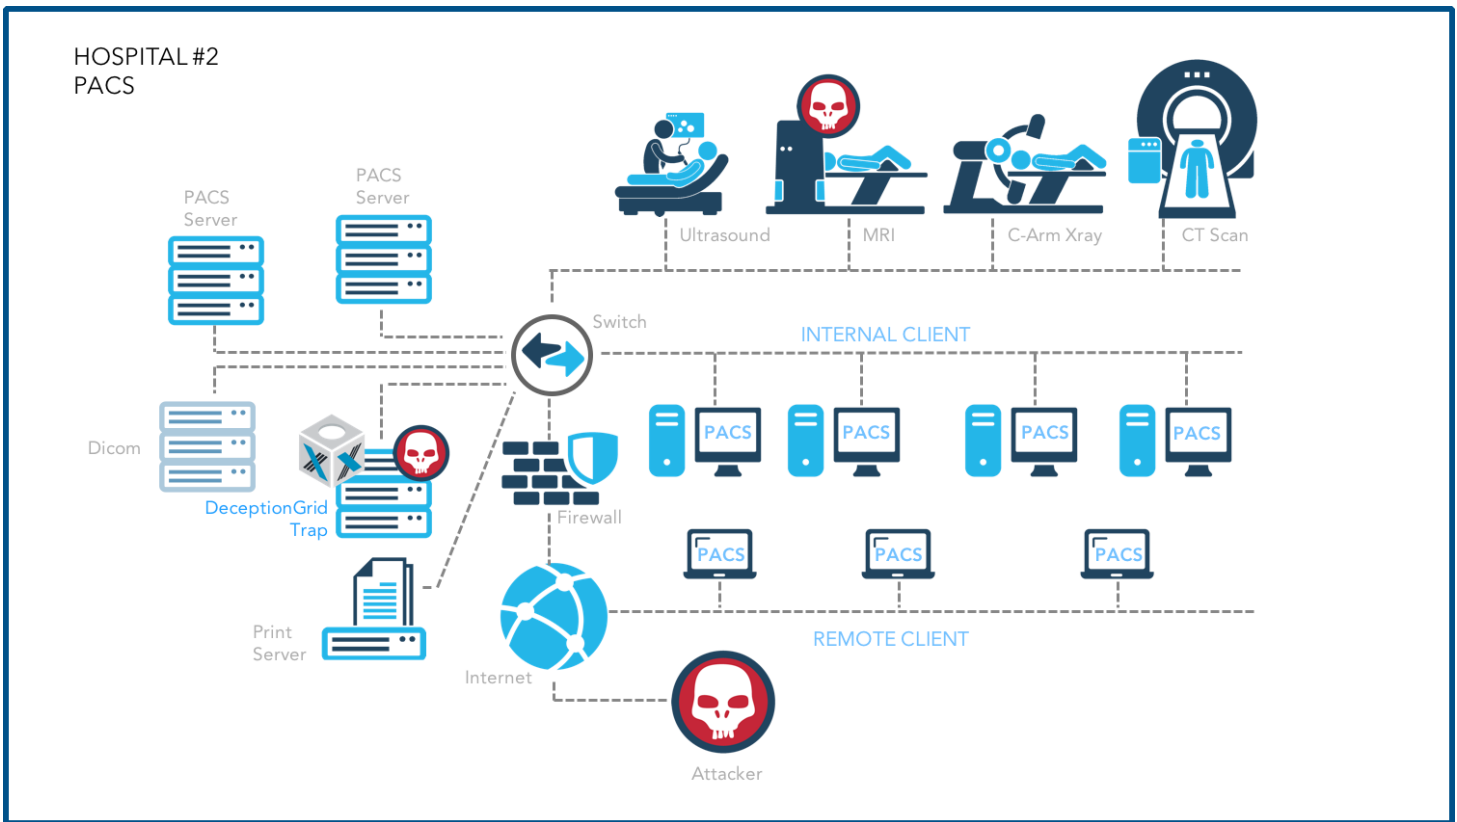 HOSPITAL #2
PACS
PACS
Server
PACS
Server
Ultrasound
MRI
C-Arm Xray
CT Scan
Switch
INTERNAL CLIENT
PACS
PACS
PACS
PACS
Dicom
DeceptionGrid
Trap
Firewall
PACS
PACS
PACS
Print
Server
REMOTE CLIENT
Internet
Attacker